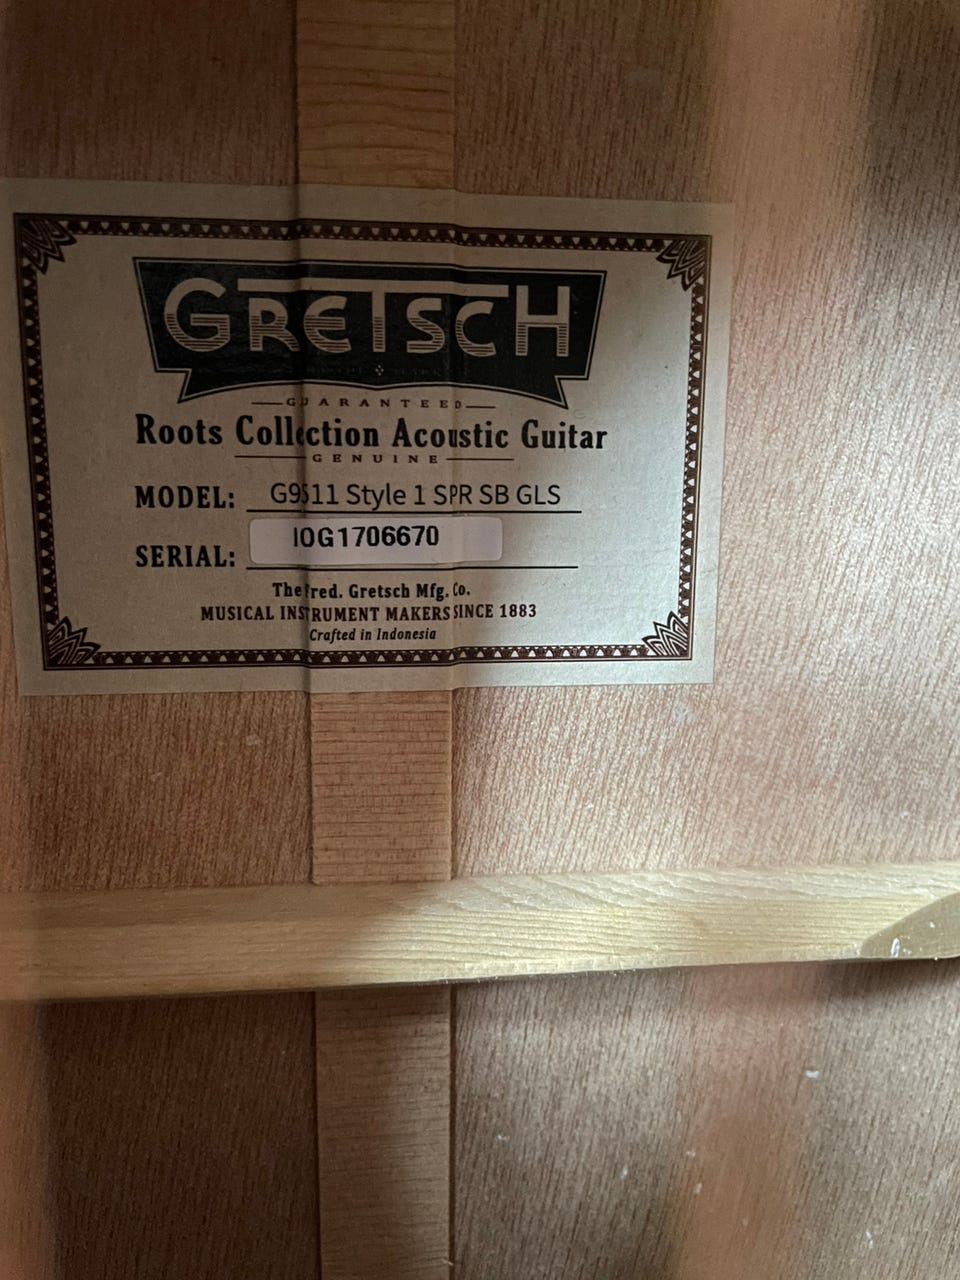 GRETSCH
GUARANTEED
Roots Collection Acoustic Guitar
GENUINE
MODEL: G9511 Style 1 SPR SB GLS
SERIAL: IOG1706670
The Fred. Gretsch Mfg. Co.
MUSICAL INSTRUMENT MAKERS SINCE 1883
Crafted in Indonesia